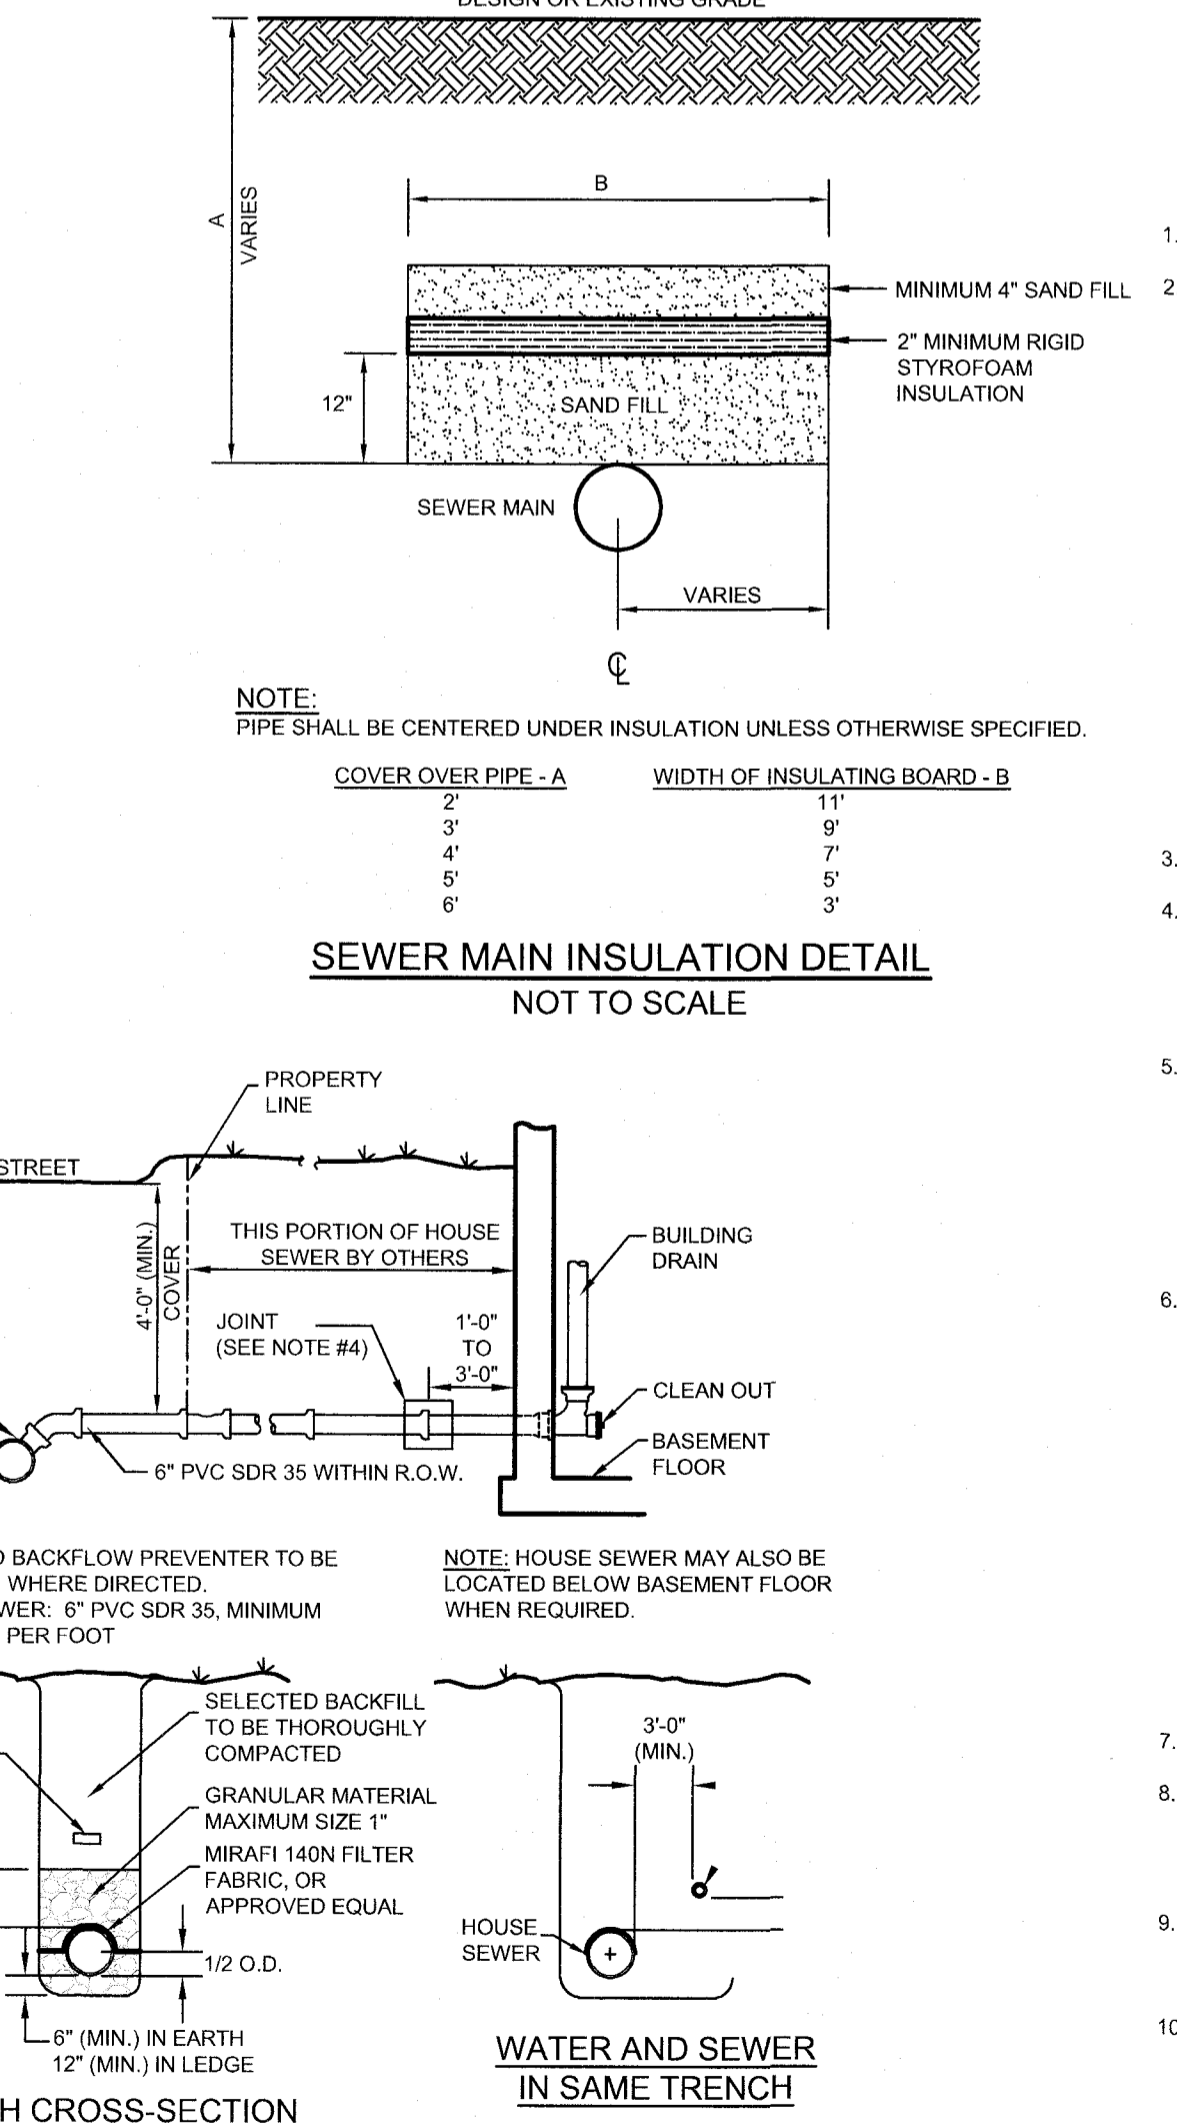 DESIGN OR EXISTING GRADE
A
VARIES
B
1.
MINIMUM 4" SAND FILL
2
2" MINIMUM RIGID
STYROFOAM
INSULATION
12"
SAND FILL
SEWER MAIN
VARIES
℄
NOTE:
PIPE SHALL BE CENTERED UNDER INSULATION UNLESS OTHERWISE SPECIFIED.
COVER OVER PIPE - A WIDTH OF INSULATING BOARD - B
2' 11'
3' 9'
4' 7'
5' 5'
6' 3'
3.
4.
SEWER MAIN INSULATION DETAIL
NOT TO SCALE
5.
PROPERTY
LINE
STREET
4'-0" (MIN.)
COVER
THIS PORTION OF HOUSE
SEWER BY OTHERS
BUILDING
DRAIN
6.
JOINT
(SEE NOTE #4)
1'-0"
TO
3'-0"
CLEAN OUT
BASEMENT
FLOOR
6" PVC SDR 35 WITHIN R.O.W.
BACKFLOW PREVENTER TO BE
WHERE DIRECTED.
WER: 6" PVC SDR 35, MINIMUM
PER FOOT
NOTE: HOUSE SEWER MAY ALSO BE
LOCATED BELOW BASEMENT FLOOR
WHEN REQUIRED.
SELECTED BACKFILL
TO BE THOROUGHLY
COMPACTED
GRANULAR MATERIAL
MAXIMUM SIZE 1"
MIRAFI 140N FILTER
FABRIC, OR
APPROVED EQUAL
1/2 O.D.
6" (MIN.) IN EARTH
12" (MIN.) IN LEDGE
H CROSS-SECTION
3'-0"
(MIN.)
7.
8.
HOUSE
SEWER
9.
WATER AND SEWER
IN SAME TRENCH
10